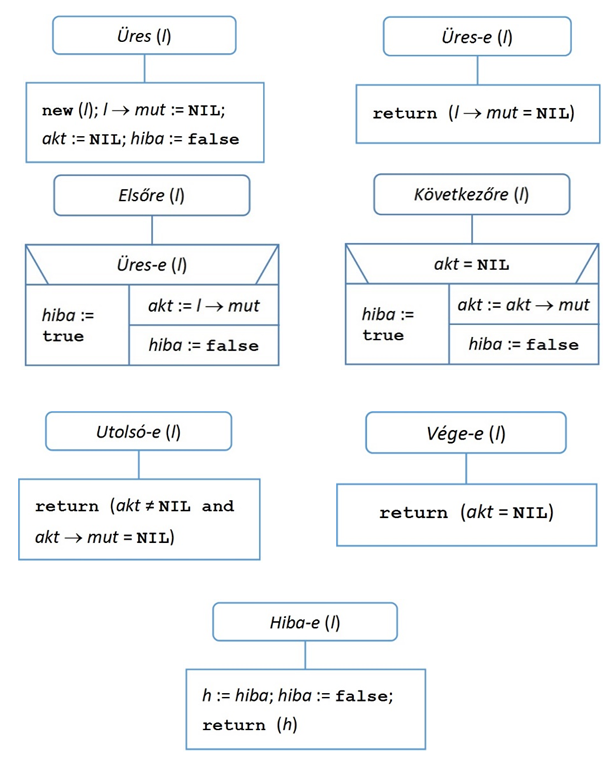 Üres (l)
new (l); l → mut := NIL;
akt := NIL; hiba := false
Üres-e (l)
return (l → mut = NIL)
Elsőre (l)
Üres-e (l)
hiba :=
true
akt := l → mut
hiba := false
Következőre (l)
akt = NIL
hiba :=
true
akt := akt → mut
hiba := false
Utolsó-e (l)
return (akt ≠ NIL and
akt → mut = NIL)
Vége-e (l)
return (akt = NIL)
Hiba-e (l)
h := hiba; hiba := false;
return (h)